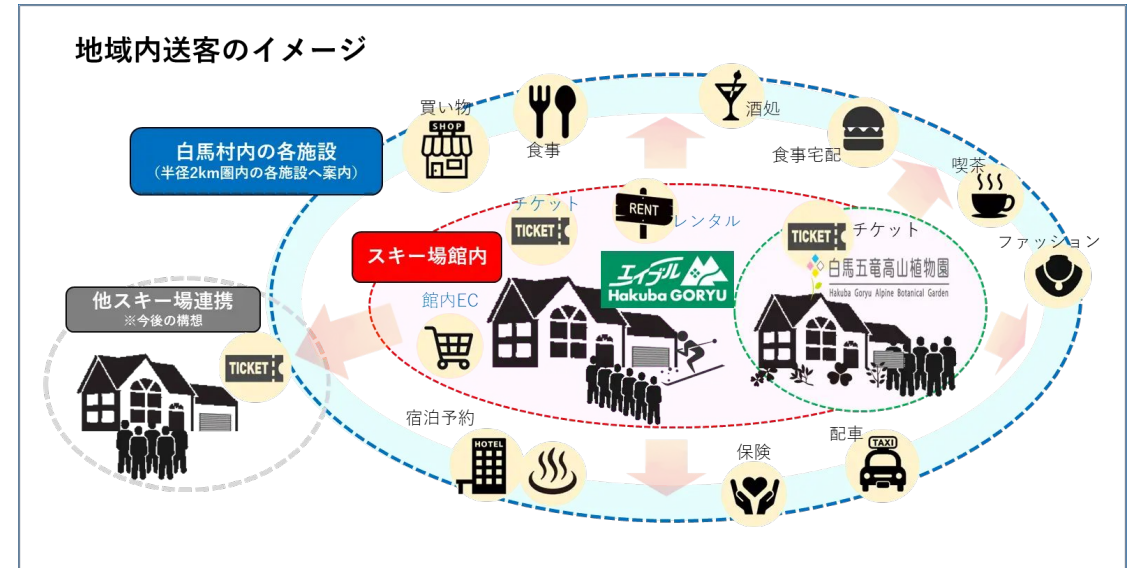 地域内送客のイメージ
買い物
SHOP
食事
酒処
食事宅配
喫茶
ファッション
白馬村内の各施設
（半径2km圏内の各施設へ案内）
チケット
TICKET
RENT
レンタル
TICKET
チケット
スキー場館内
エイブル
Hakuba GORYU
白馬五竜高山植物園
Hakuba Goryu Alpine Botanical Garden
他スキー場連携
※今後の構想
TICKET
館内EC
宿泊予約
HOTEL
保険
配車
TAXI